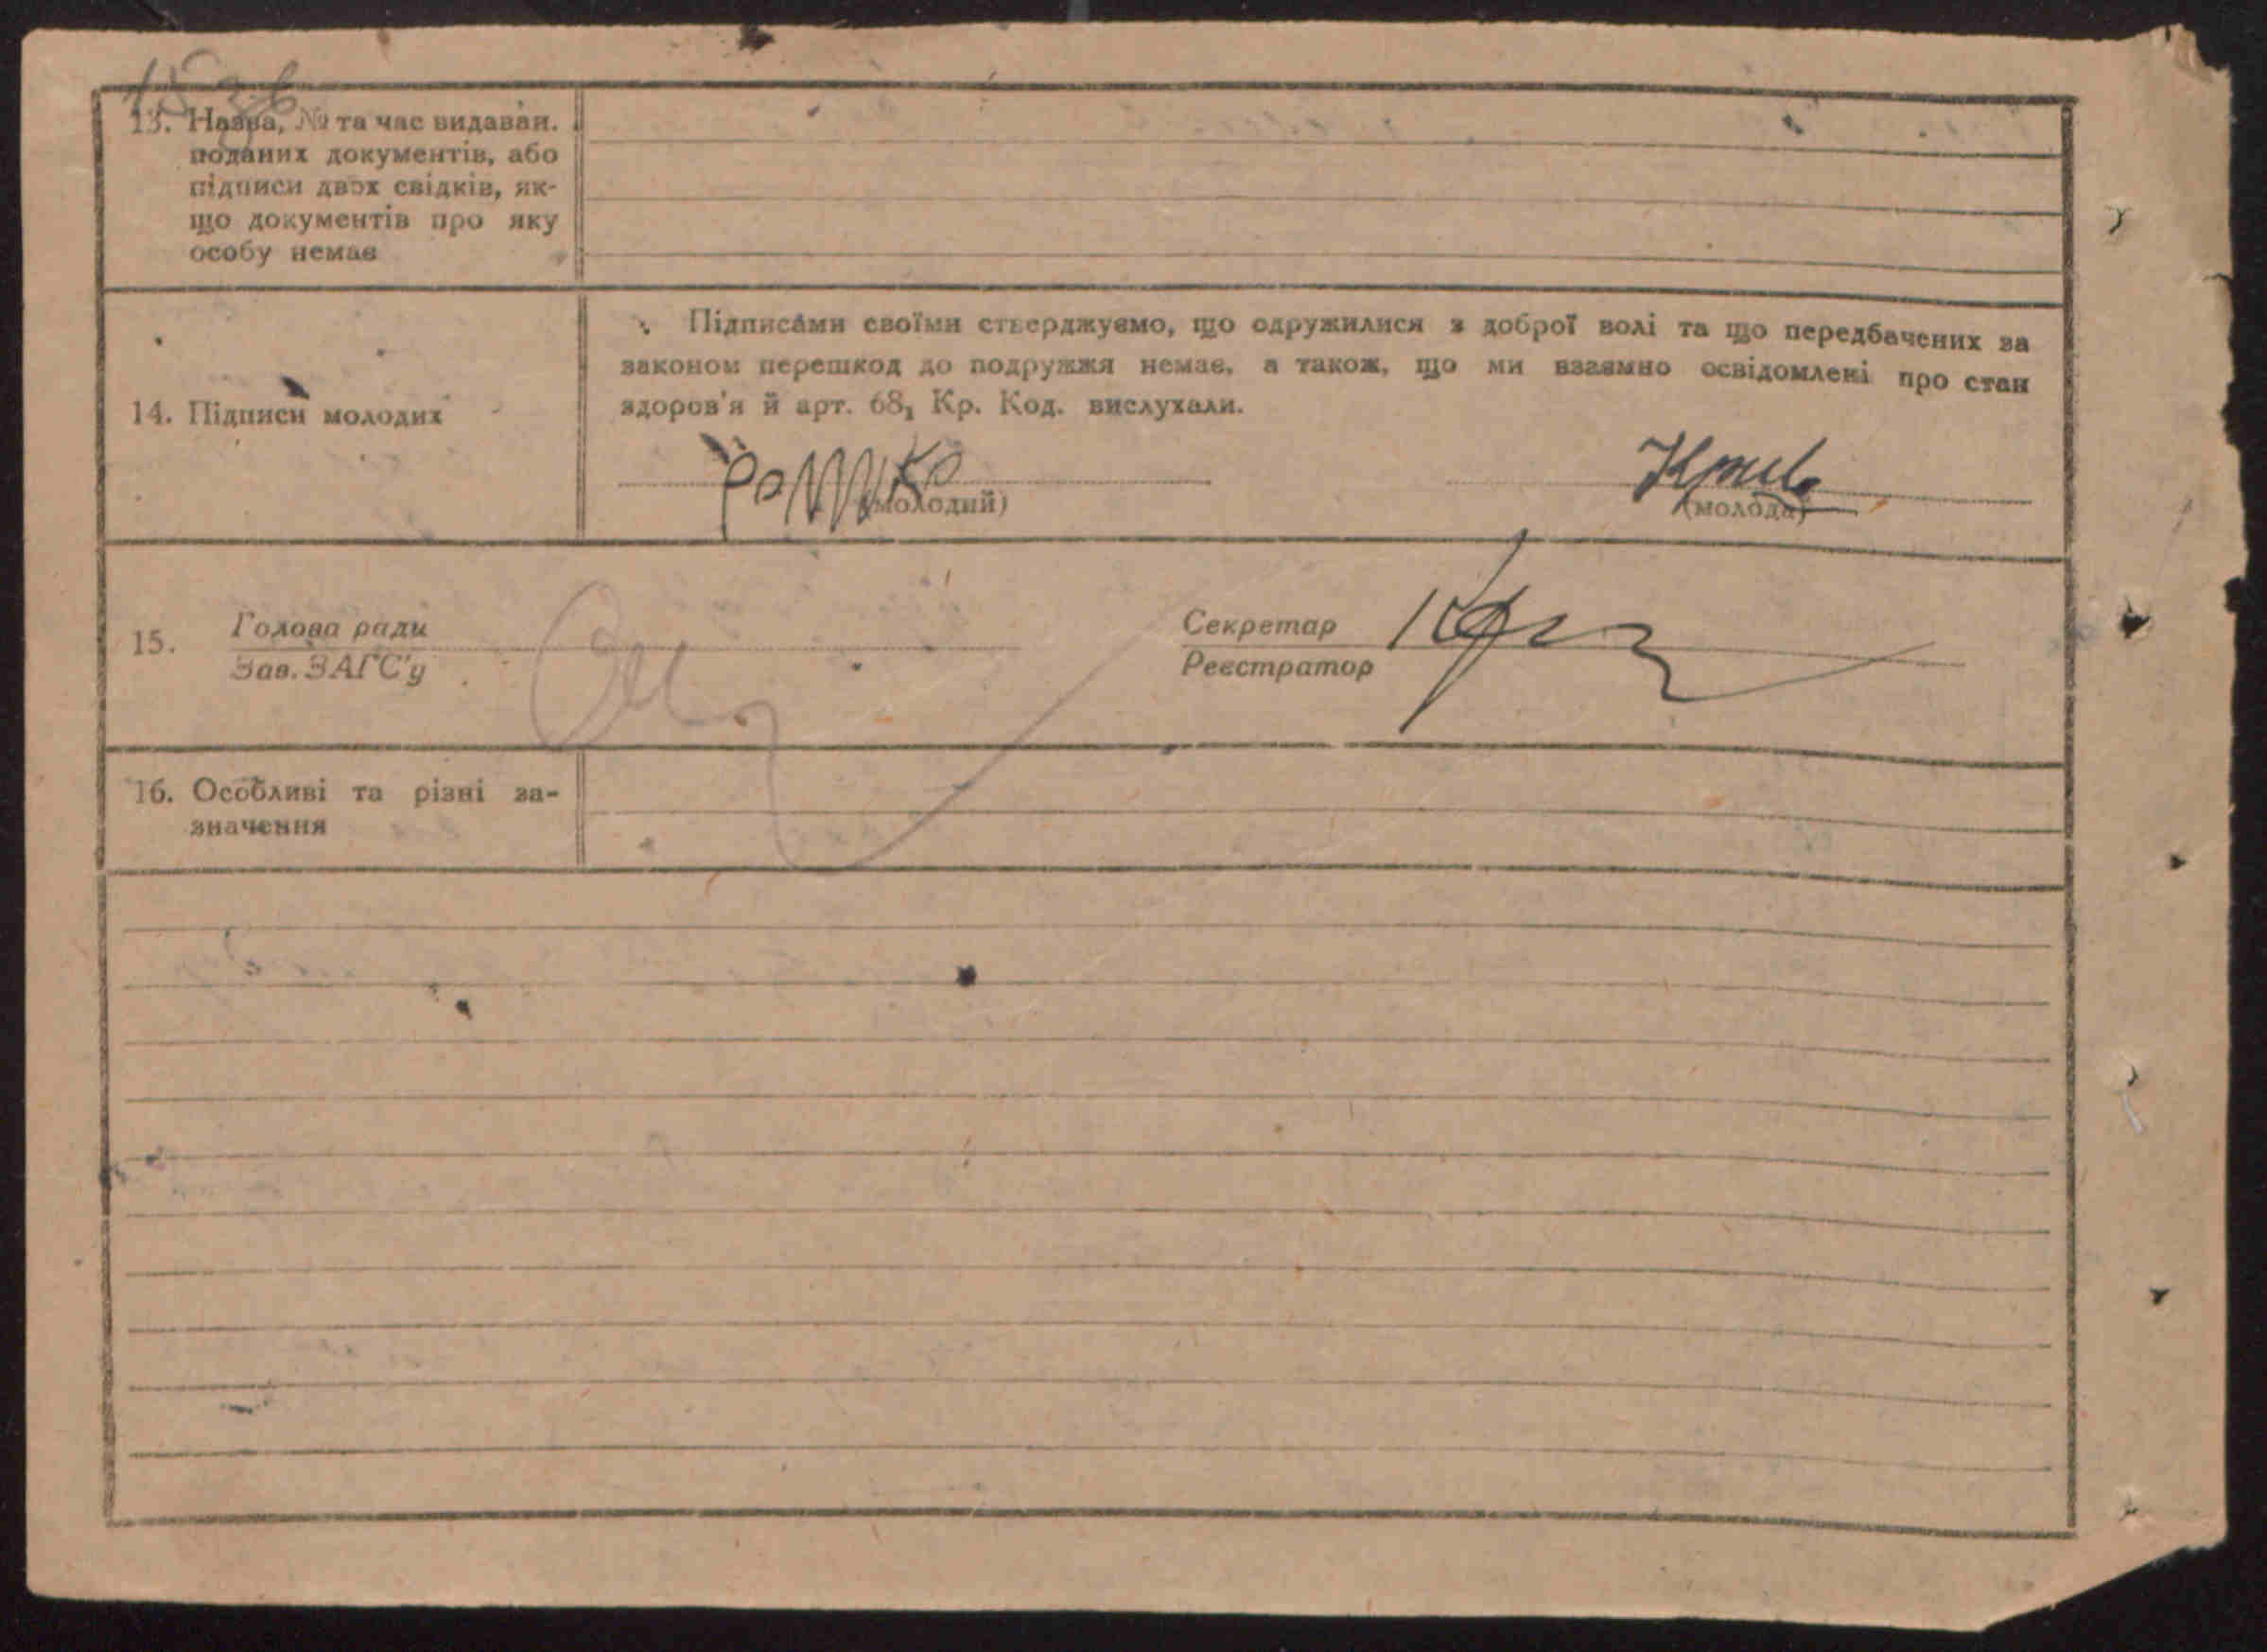 13. Назва, № та час видаван.
поданих документів, або
підписи двох свідків, як-
що документів про яку
особу немає
Підписами своїми стверджуємо, що одружилися з доброї волі та що передбачених за
законом перешкод до подружжя немає, а також, що ми взаємно освідомлені про стан
здоров'я й арт. 68₁ Кр. Код. вислухали.
14. Підписи молодих
(молодий)
(молода)
15.
Голова ради
Зав. ЗАГС'у
Секретар
Реєстратор
16. Особливі та різні за-
значення